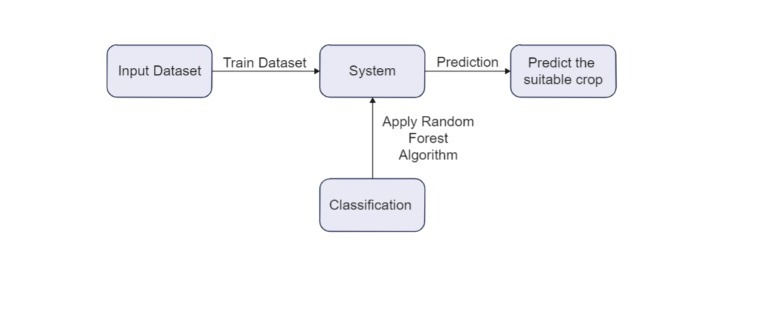 Input Dataset
Train Dataset
System
Prediction
Predict the
suitable crop
Apply Random
Forest
Algorithm
Classification